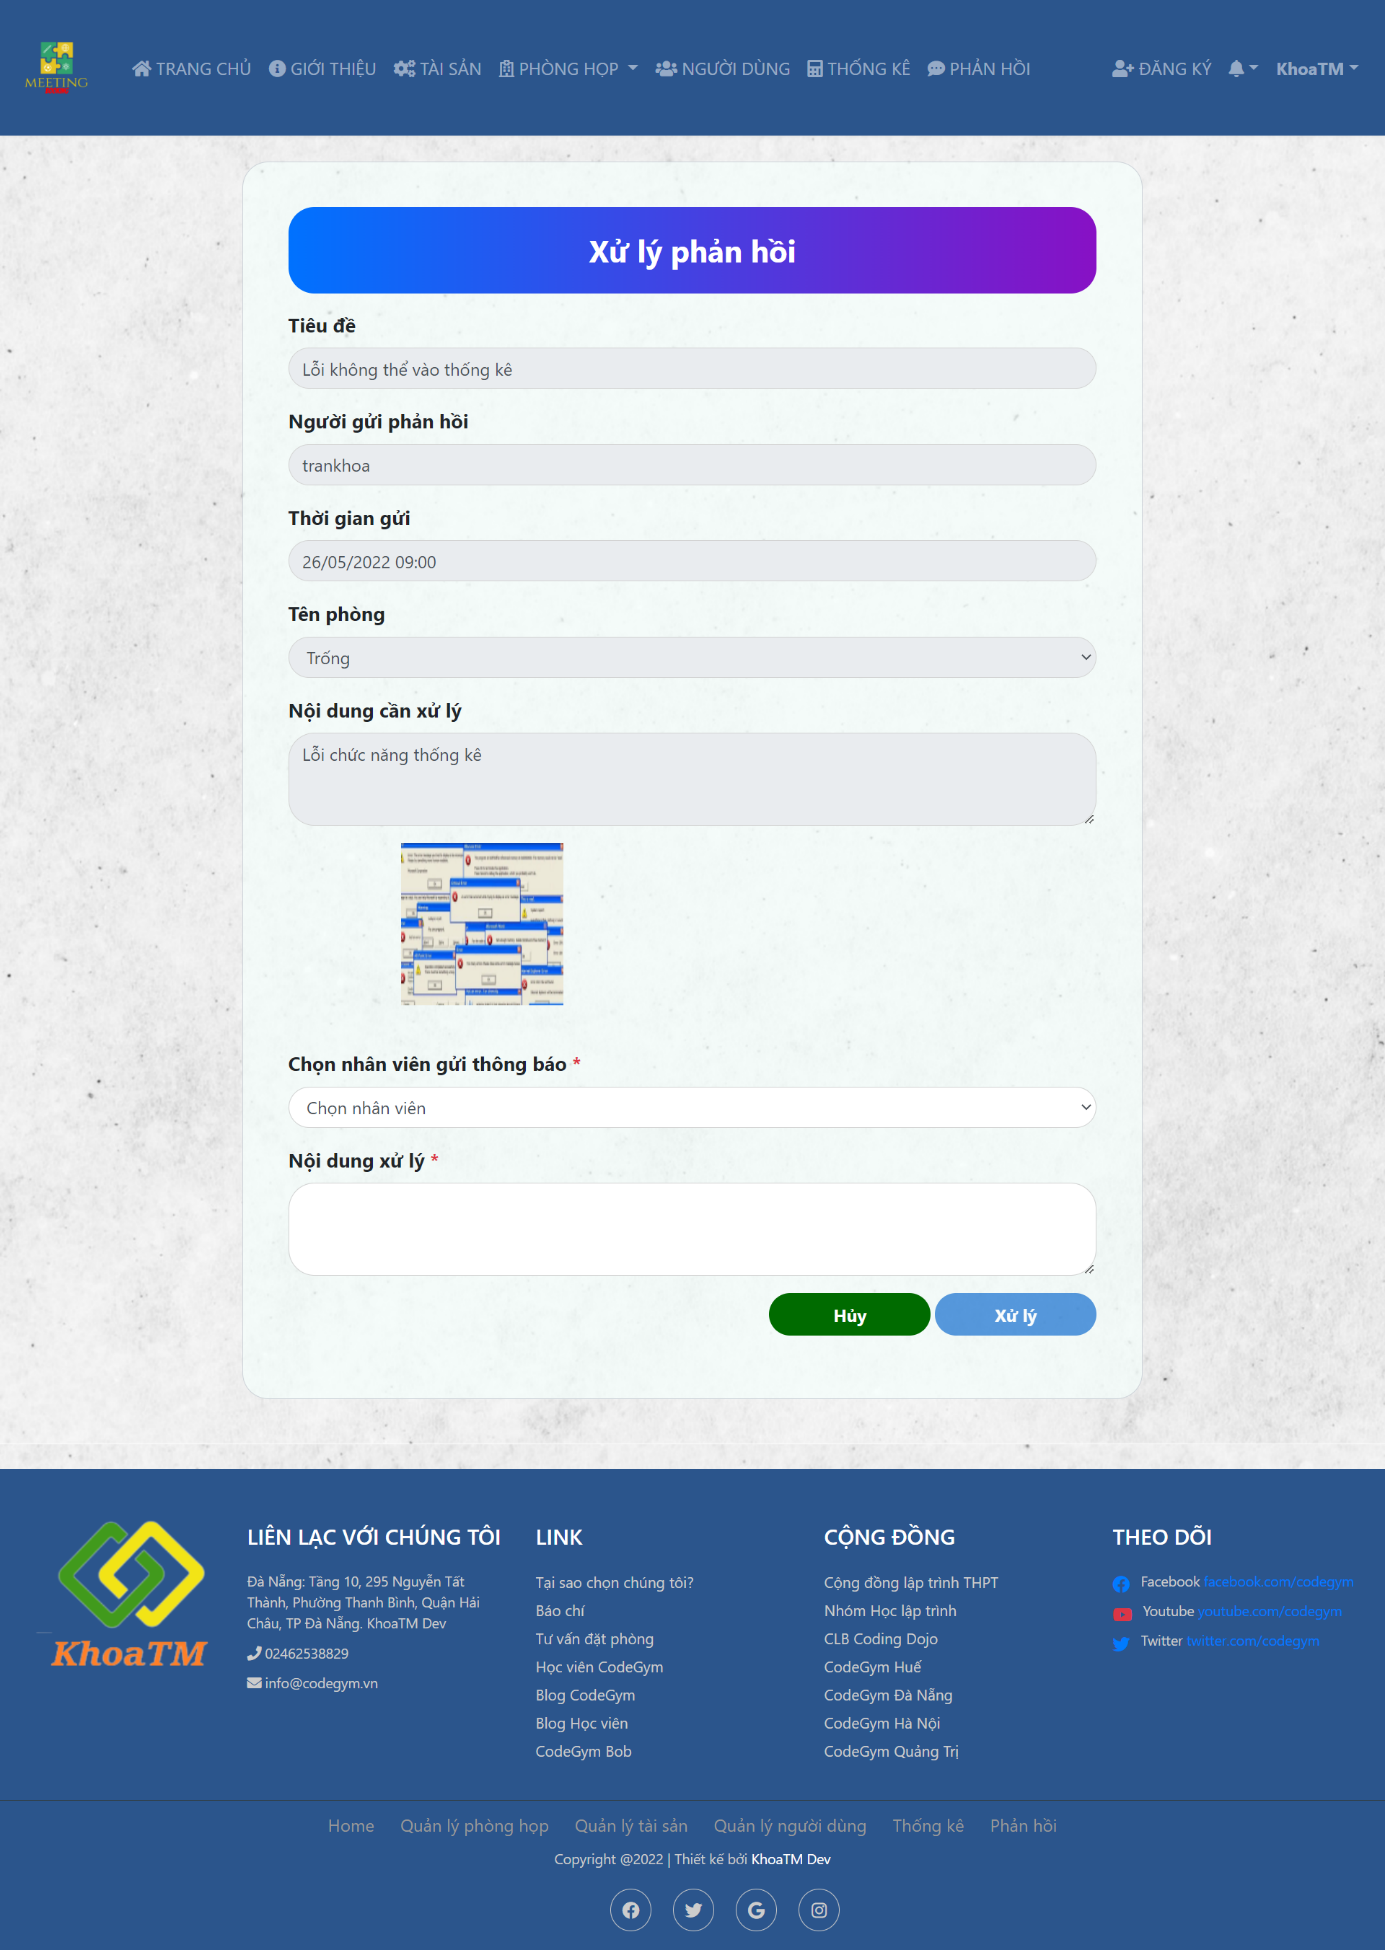 MEETING
TRANG CHỦ
GIỚI THIỆU
TÀI SẢN
PHÒNG HỌP
NGƯỜI DÙNG
THỐNG KÊ
PHẢN HỒI
ĐĂNG KÝ
KhoaTM
Xử lý phản hồi
Tiêu đề
Lỗi không thể vào thống kê
Người gửi phản hồi
trankhoa
Thời gian gửi
26/05/2022 09:00
Tên phòng
Trống
Nội dung cần xử lý
Lỗi chức năng thống kê
Chọn nhân viên gửi thông báo *
Chọn nhân viên
Nội dung xử lý *
Hủy
Xử lý
KhoaTM
LIÊN LẠC VỚI CHÚNG TÔI
Đà Nẵng: Tầng 10, 295 Nguyễn Tất
Thành, Phường Thanh Bình, Quận Hải
Châu, TP Đà Nẵng. KhoaTM Dev
02462538829
info@codegym.vn
LINK
Tại sao chọn chúng tôi?
Báo chí
Tư vấn đặt phòng
Học viên CodeGym
Blog CodeGym
Blog Học viên
CodeGym Bob
CỘNG ĐỒNG
Cộng đồng lập trình THPT
Nhóm Học lập trình
CLB Coding Dojo
CodeGym Huế
CodeGym Đà Nẵng
CodeGym Hà Nội
CodeGym Quảng Trị
THEO DÕI
Facebook facebook.com/codegym
Youtube youtube.com/codegym
Twitter twitter.com/codegym
Home
Quản lý phòng họp
Quản lý tài sản
Quản lý người dùng
Thống kê
Phản hồi
Copyright @2022 | Thiết kế bởi KhoaTM Dev